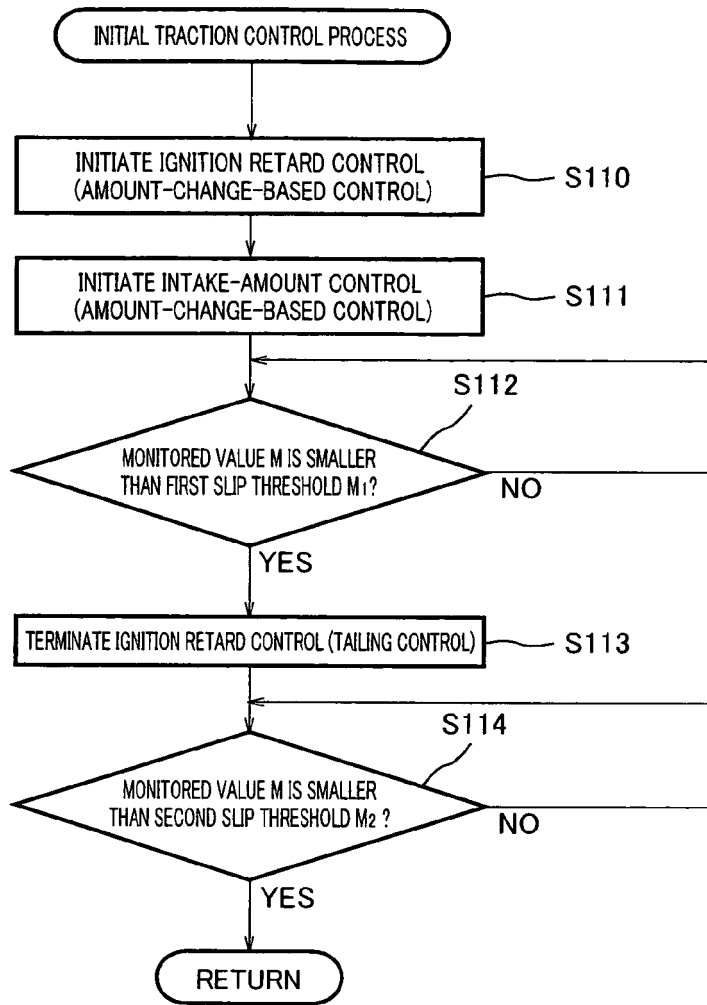 INITIAL TRACTION CONTROL PROCESS
INITIATE IGNITION RETARD CONTROL
(AMOUNT-CHANGE-BASED CONTROL)
S110
INITIATE INTAKE-AMOUNT CONTROL
(AMOUNT-CHANGE-BASED CONTROL)
S111
S112
MONITORED VALUE M IS SMALLER
THAN FIRST SLIP THRESHOLD M1?
NO
YES
TERMINATE IGNITION RETARD CONTROL (TAILING CONTROL)
S113
S114
MONITORED VALUE M IS SMALLER
THAN SECOND SLIP THRESHOLD M2 ?
NO
YES
RETURN